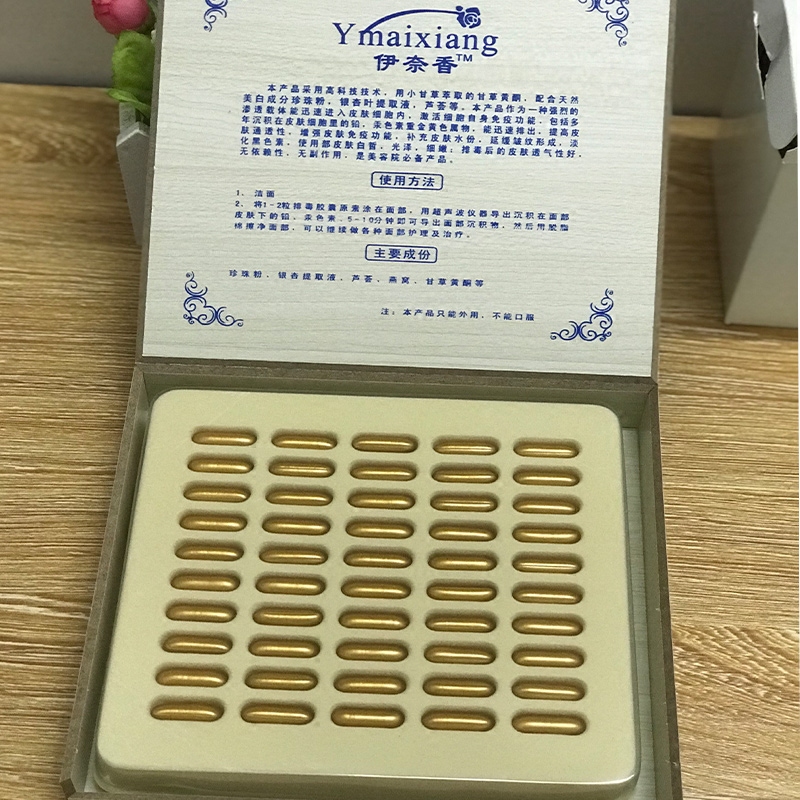 Ymaixiang
伊奈香™
本产品采用高科技技术，用小甘草萃取的甘草黄酮，配合天然
美白成分珍珠粉，银杏叶提取液，芦荟等。本产品作为一种强烈的
渗透载体能迅速进入皮肤细胞内，激活细胞自身免疫功能，包括多
年沉积在皮肤细胞里的铅，汞色素重金黄色属物，能迅速排出，提高皮
肤通透性，增强皮肤免疫功能，补充皮肤水份，延缓皱纹形成，淡
化黑色素，使用部皮肤白皙，光泽，细嫩；排毒后的皮肤透气性好，
无依赖性，无副作用，是美容院必备产品。
使用方法
1、洁面
2、将1-2粒排毒胶囊原素涂在面部，用超声波仪器导出沉积在面部
皮肤下的铅，汞色素.5-10分钟即可导出面部沉积物，然后用胶脂
棉擦净面部，可以继续做各种面部护理及治疗。
主要成份
珍珠粉、银杏提取液、芦荟、燕窝、甘草黄酮等
注：本产品只能外用，不能口服